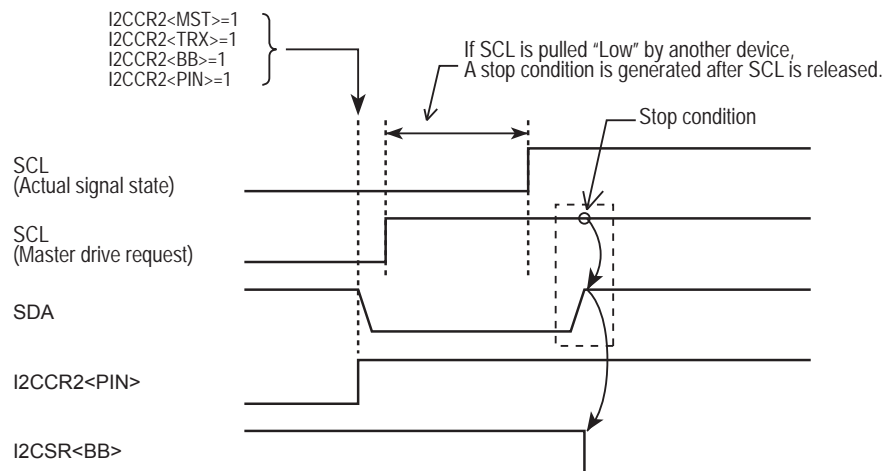 I2CCR2<MST>=1
I2CCR2<TRX>=1
I2CCR2<BB>=1
I2CCR2<PIN>=1
If SCL is pulled “Low” by another device,
A stop condition is generated after SCL is released.
Stop condition
SCL
(Actual signal state)
SCL
(Master drive request)
SDA
I2CCR2<PIN>
I2CSR<BB>